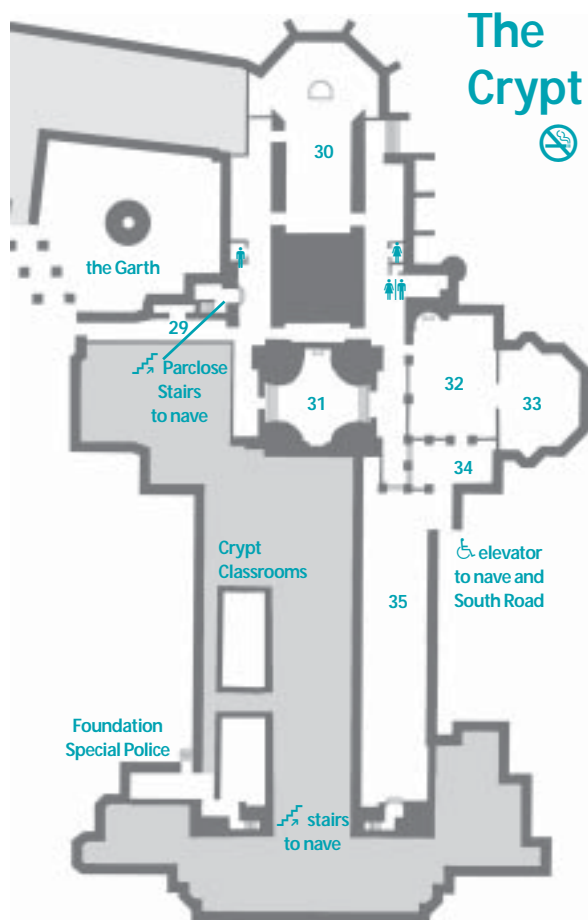 The
Crypt
30
the Garth
29
Parclose
Stairs
to nave
31
32
33
34
Crypt
Classrooms
elevator
to nave and
South Road
35
Foundation
Special Police
stairs
to nave